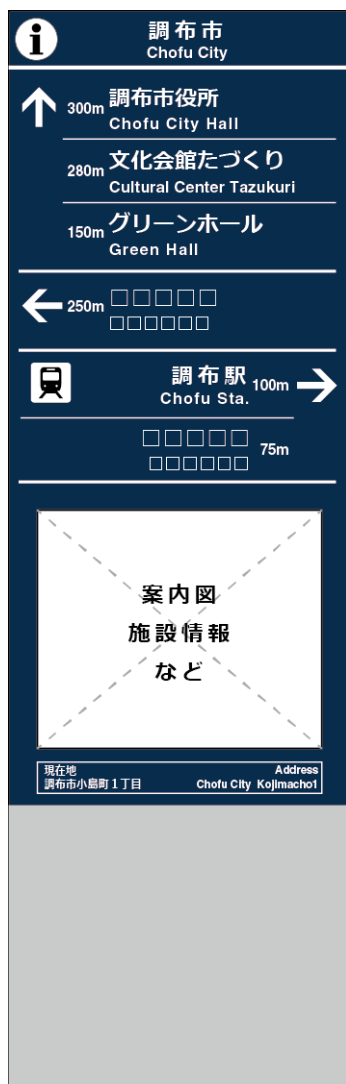 調布市
Chofu City
300m 調布市役所
Chofu City Hall
280m 文化会館たづくり
Cultural Center Tazukuri
150m グリーンホール
Green Hall
250m □□□□□
□□□□□□
調布駅 100m
Chofu Sta.
□□□□□ 75m
□□□□□□
案内図
施設情報
など
現在地 Address
調布市小島町1丁目 Chofu City Kojimacho1